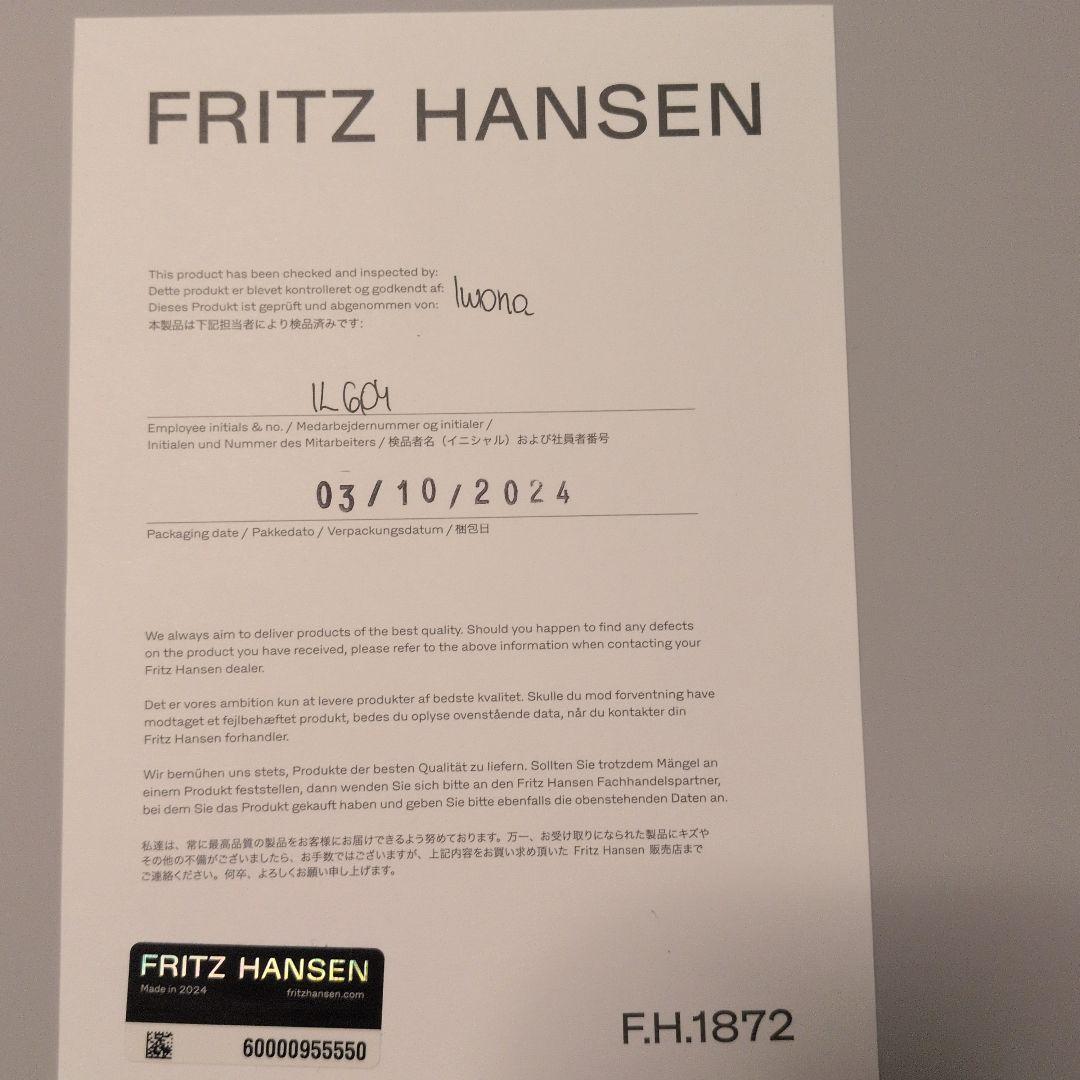 FRITZ HANSEN
This product has been checked and inspected by:
Dette produkt er blevet kontrolleret og godkendt af:
Dieses Produkt ist geprüft und abgenommen von:
本製品は下記担当者により検品済みです:
Iwona
IL 604
Employee initials & no. / Medarbejdernummer og initialer /
Initialen und Nummer des Mitarbeiters / 検品者名（イニシャル）および社員者番号
03/10/2024
Packaging date / Pakkedato / Verpackungsdatum / 梱包日
We always aim to deliver products of the best quality. Should you happen to find any defects
on the product you have received, please refer to the above information when contacting your
Fritz Hansen dealer.
Det er vores ambition kun at levere produkter af bedste kvalitet. Skulle du mod forventning have
modtaget et fejlbehæftet produkt, bedes du oplyse ovenstående data, når du kontakter din
Fritz Hansen forhandler.
Wir bemühen uns stets, Produkte der besten Qualität zu liefern. Sollten Sie trotzdem Mängel an
einem Produkt feststellen, dann wenden Sie sich bitte an den Fritz Hansen Fachhandelspartner,
bei dem Sie das Produkt gekauft haben und geben Sie bitte ebenfalls die obenstehenden Daten an.
私達は、常に最高品質の製品をお客様にお届けできるよう努めております。万一、お受け取りになられた製品にキズや
その他の不備がございましたら、お手数ではございますが、上記内容をお買い求め頂いた Fritz Hansen 販売店まで
ご連絡ください。何卒、よろしくお願い申し上げます。
FRITZ HANSEN
Made in 2024
fritzhansen.com
60000955550
F.H.1872